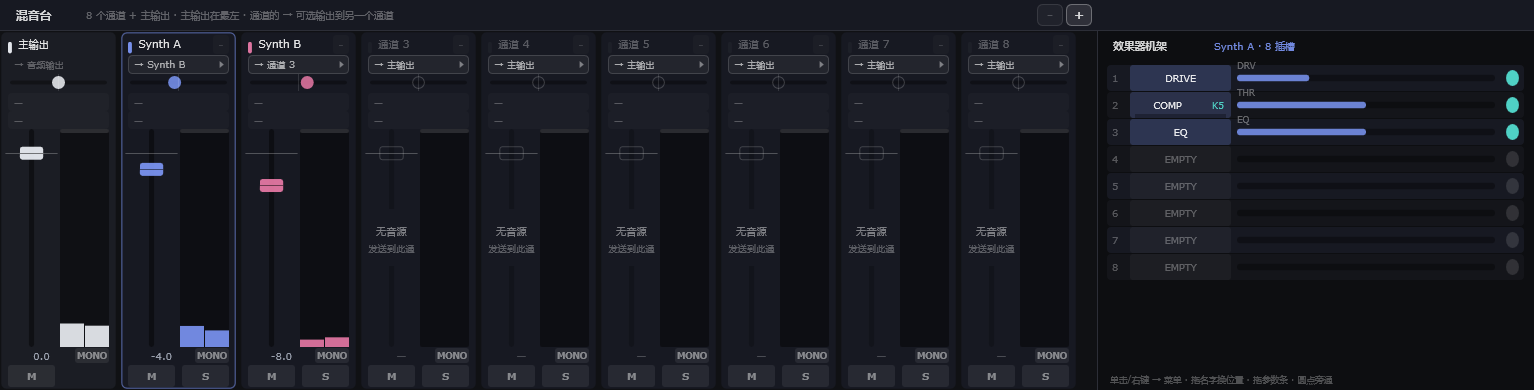 混音台
8 个通道 + 主输出 · 主输出在最左 · 通道的 → 可选输出到另一个通道
-
+
主输出
→ 音频输出
—
—
0.0
MONO
M
Synth A
-
→ Synth B
—
—
-4.0
MONO
M
S
Synth B
-
→ 通道 3
—
—
-8.0
MONO
M
S
通道 3
-
→ 主输出
—
—
无音源
发送到此通
—
MONO
M
S
通道 4
-
→ 主输出
—
—
无音源
发送到此通
—
MONO
M
S
通道 5
-
→ 主输出
—
—
无音源
发送到此通
—
MONO
M
S
通道 6
-
→ 主输出
—
—
无音源
发送到此通
—
MONO
M
S
通道 7
-
→ 主输出
—
—
无音源
发送到此通
—
MONO
M
S
通道 8
-
→ 主输出
—
—
无音源
发送到此通
—
MONO
M
S
效果器机架
Synth A · 8 插槽
1 DRIVE DRV
2 COMP K5 THR
3 EQ EQ
4 EMPTY
5 EMPTY
6 EMPTY
7 EMPTY
8 EMPTY
单击/右键 → 菜单 · 拖名字换位置 · 拖参数条 · 圆点旁通